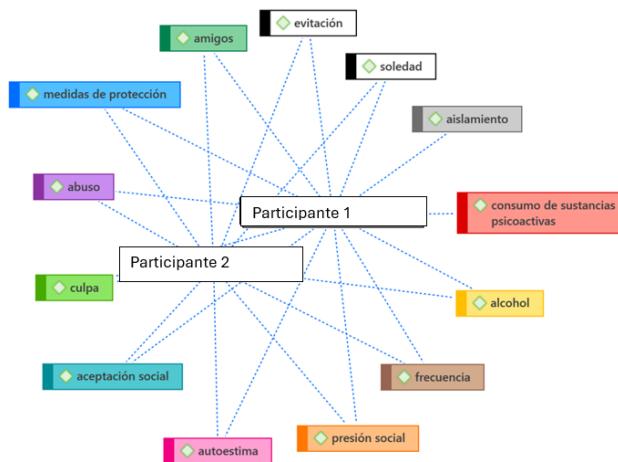 evitación
amigos
soledad
medidas de protección
aislamiento
abuso
Participante 1
consumo de sustancias
psicoactivas
Participante 2
culpa
alcohol
aceptación social
frecuencia
presión social
autoestima